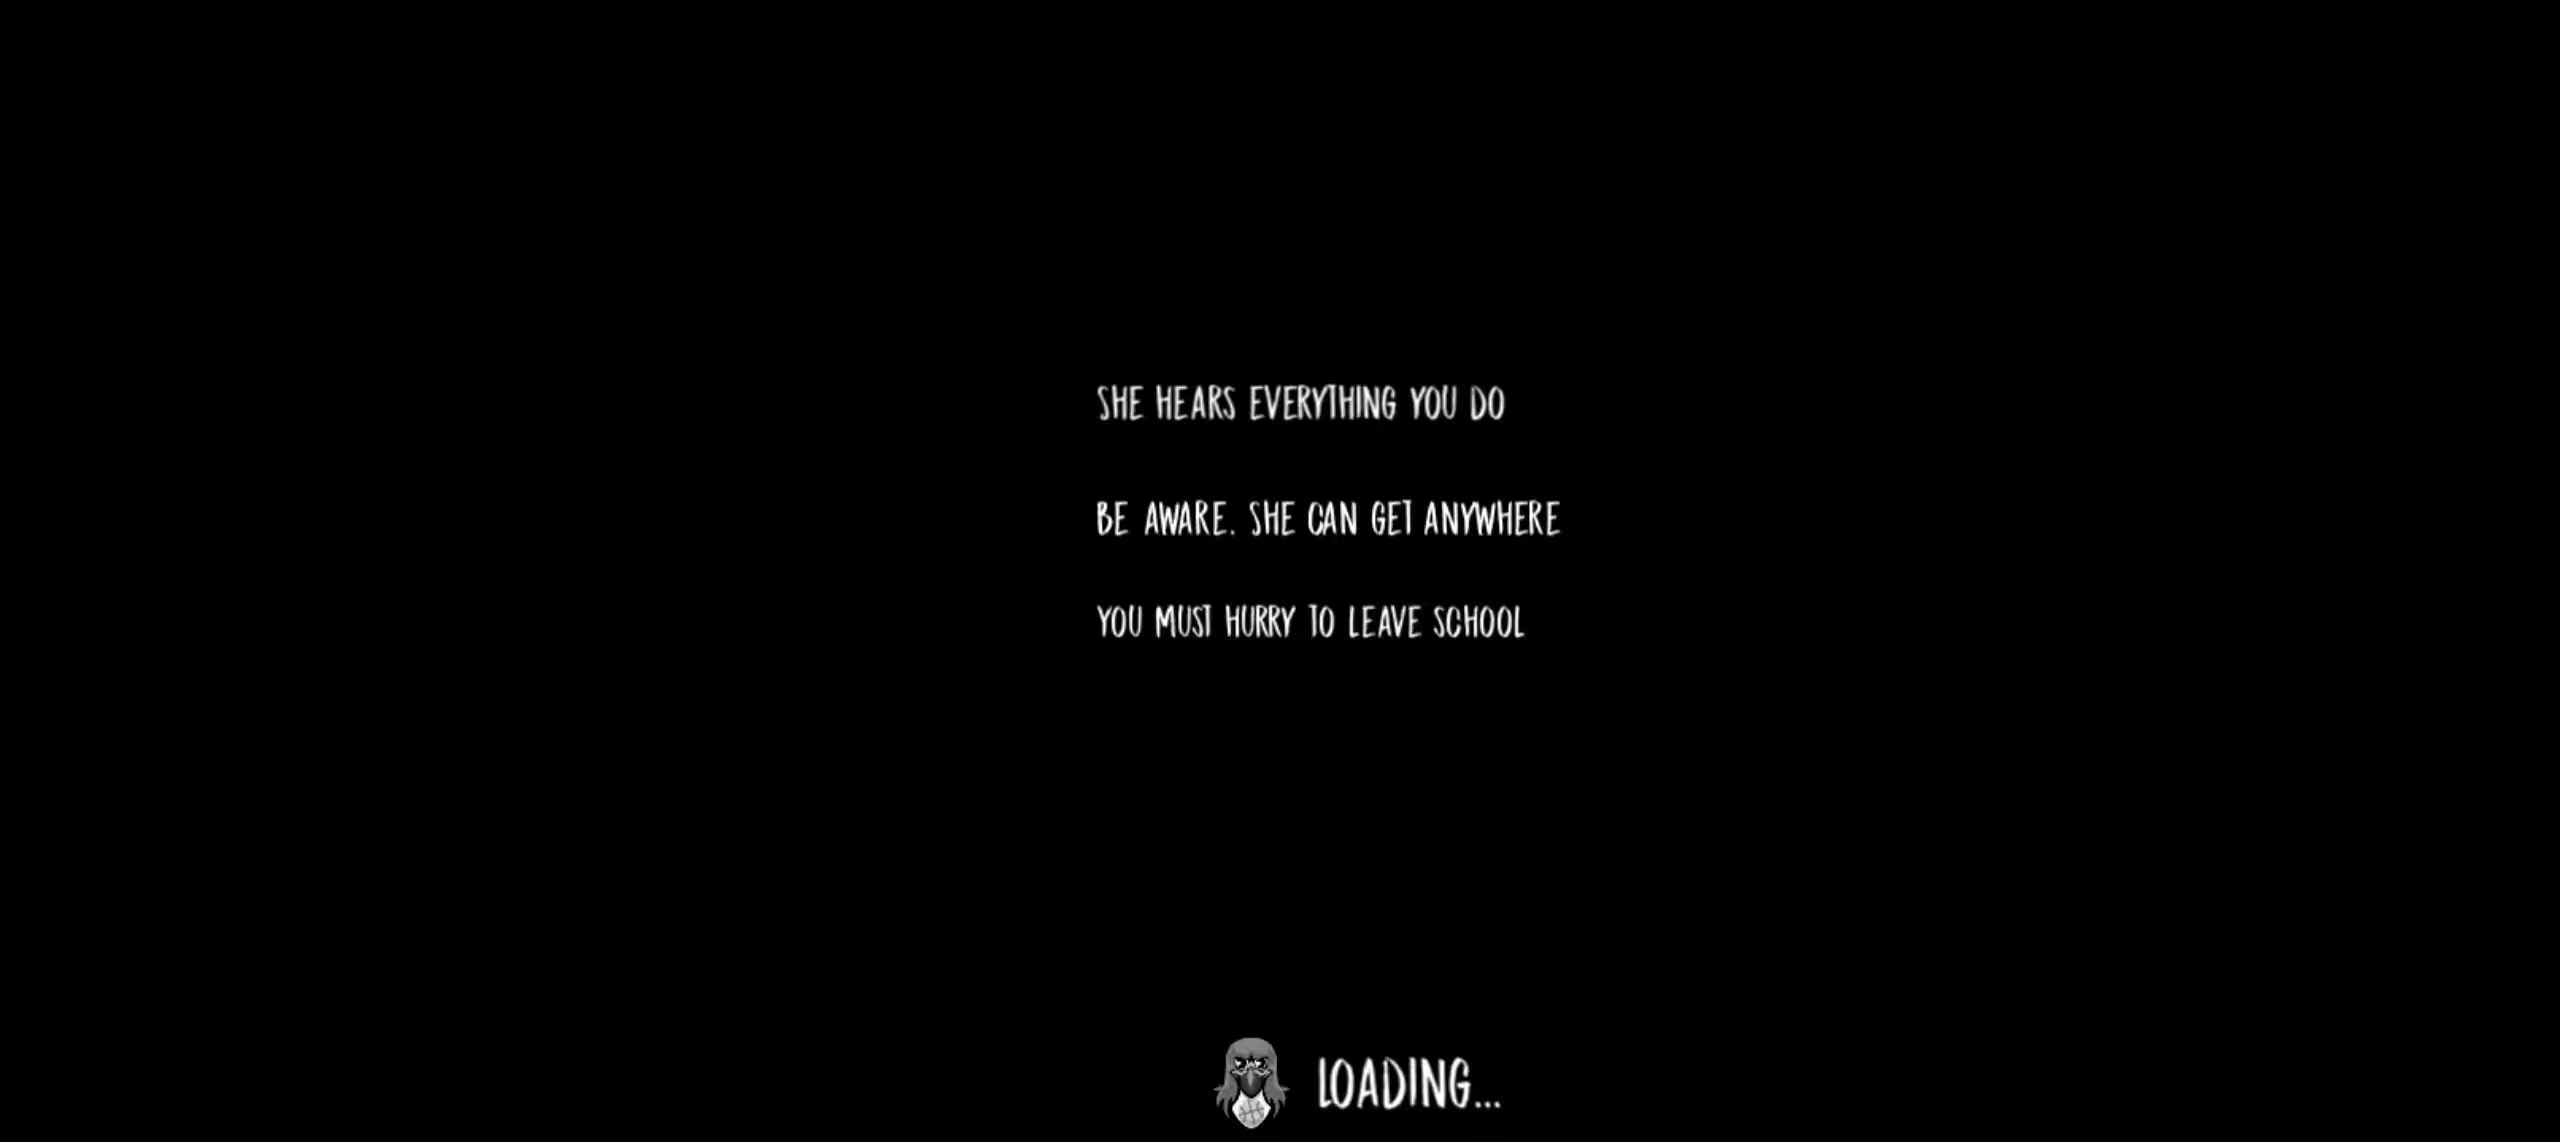 SHE HEARS EVERYTHING YOU DO
BE AWARE. SHE CAN GET ANYWHERE
YOU MUST HURRY TO LEAVE SCHOOL
LOADING...